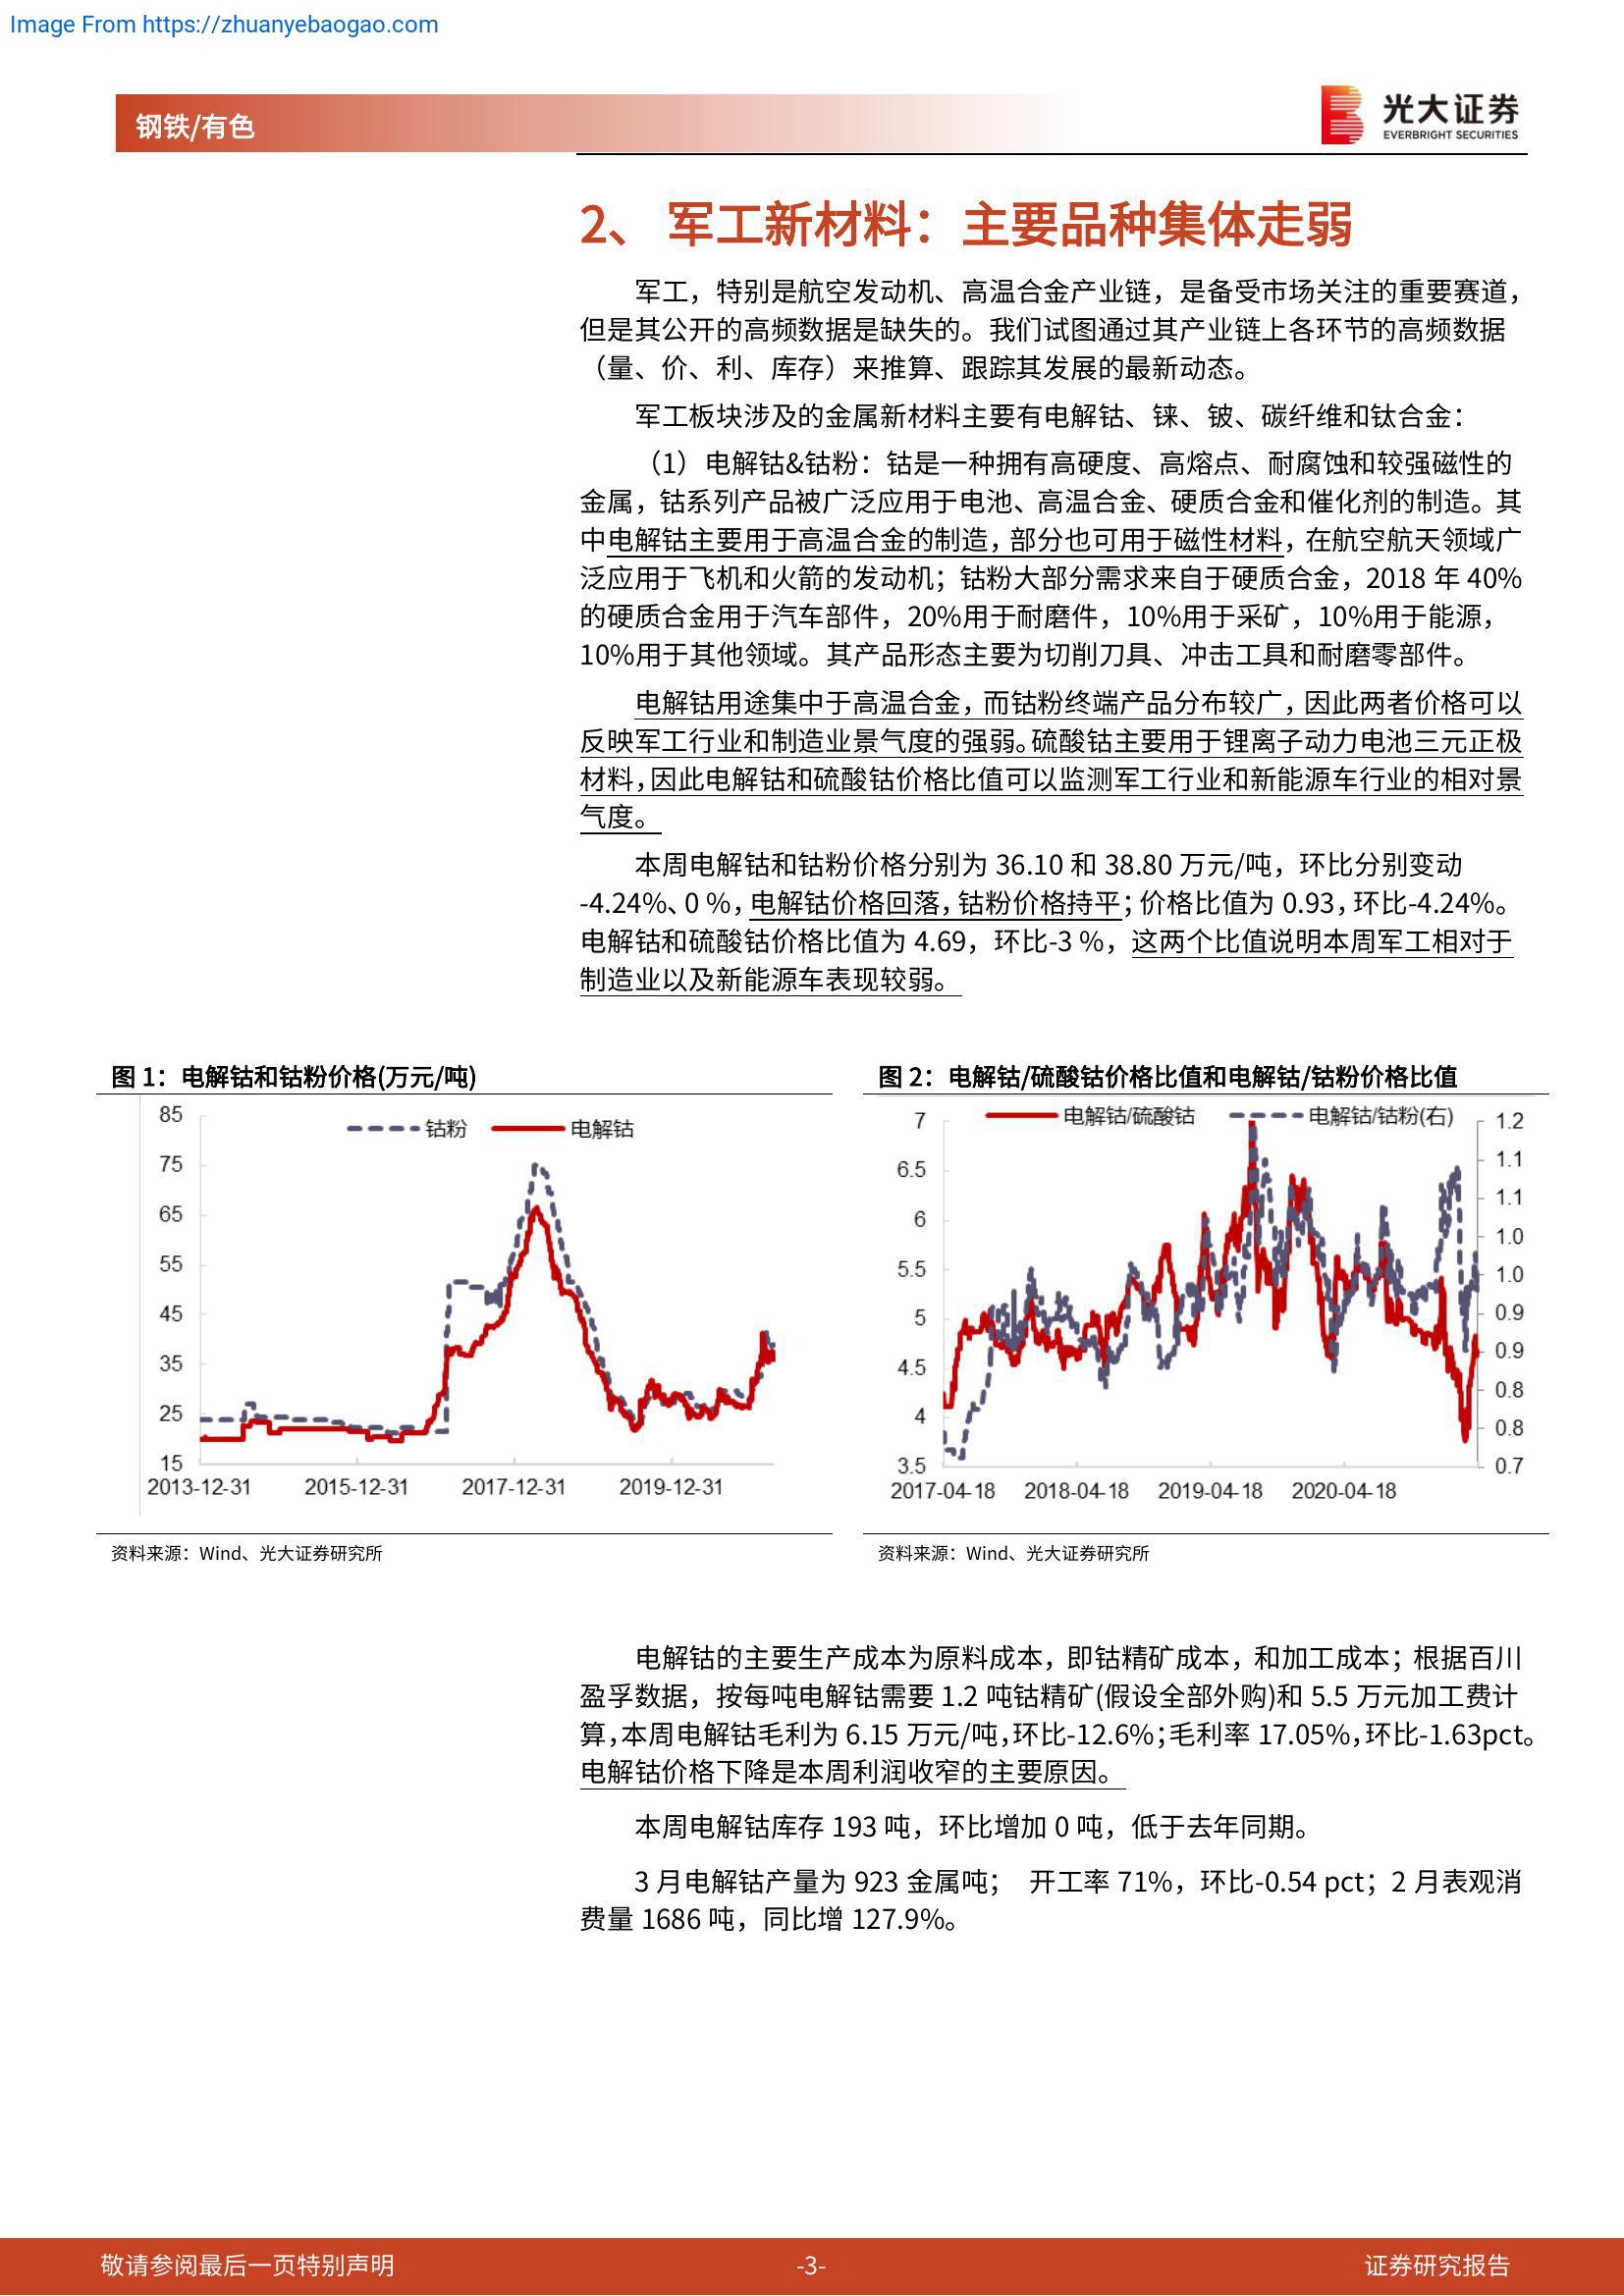 Image From https://zhuanyebaogao.com
钢铁/有色
光大证券
EVERBRIGHT SECURITIES
2、 军工新材料：主要品种集体走弱
军工，特别是航空发动机、高温合金产业链，是备受市场关注的重要赛道，
但是其公开的高频数据是缺失的。我们试图通过其产业链上各环节的高频数据
（量、价、利、库存）来推算、跟踪其发展的最新动态。
军工板块涉及的金属新材料主要有电解钴、铼、铍、碳纤维和钛合金：
（1）电解钴&钴粉：钴是一种拥有高硬度、高熔点、耐腐蚀和较强磁性的
金属，钴系列产品被广泛应用于电池、高温合金、硬质合金和催化剂的制造。其
中电解钴主要用于高温合金的制造，部分也可用于磁性材料，在航空航天领域广
泛应用于飞机和火箭的发动机；钴粉大部分需求来自于硬质合金，2018 年 40%
的硬质合金用于汽车部件，20%用于耐磨件，10%用于采矿，10%用于能源，
10%用于其他领域。其产品形态主要为切削刀具、冲击工具和耐磨零部件。
电解钴用途集中于高温合金，而钴粉终端产品分布较广，因此两者价格可以
反映军工行业和制造业景气度的强弱。硫酸钴主要用于锂离子动力电池三元正极
材料，因此电解钴和硫酸钴价格比值可以监测军工行业和新能源车行业的相对景
气度。
本周电解钴和钴粉价格分别为 36.10 和 38.80 万元/吨，环比分别变动
-4.24%、0 %，电解钴价格回落，钴粉价格持平；价格比值为 0.93，环比-4.24%。
电解钴和硫酸钴价格比值为 4.69，环比-3 %，这两个比值说明本周军工相对于
制造业以及新能源车表现较弱。
图 1：电解钴和钴粉价格(万元/吨)
钴粉 电解钴
85
75
65
55
45
35
25
15
2013-12-31 2015-12-31 2017-12-31 2019-12-31
资料来源：Wind、光大证券研究所
图 2：电解钴/硫酸钴价格比值和电解钴/钴粉价格比值
电解钴/硫酸钴 电解钴/钴粉(右)
7
6.5
6
5.5
5
4.5
4
3.5
1.2
1.1
1.1
1.0
1.0
0.9
0.9
0.8
0.8
0.7
2017-04-18 2018-04-18 2019-04-18 2020-04-18
资料来源：Wind、光大证券研究所
电解钴的主要生产成本为原料成本，即钴精矿成本，和加工成本；根据百川
盈孚数据，按每吨电解钴需要 1.2 吨钴精矿(假设全部外购)和 5.5 万元加工费计
算，本周电解钴毛利为 6.15 万元/吨，环比-12.6%；毛利率 17.05%，环比-1.63pct。
电解钴价格下降是本周利润收窄的主要原因。
本周电解钴库存 193 吨，环比增加 0 吨，低于去年同期。
3 月电解钴产量为 923 金属吨； 开工率 71%，环比-0.54 pct；2 月表观消
费量 1686 吨，同比增 127.9%。
敬请参阅最后一页特别声明
-3-
证券研究报告